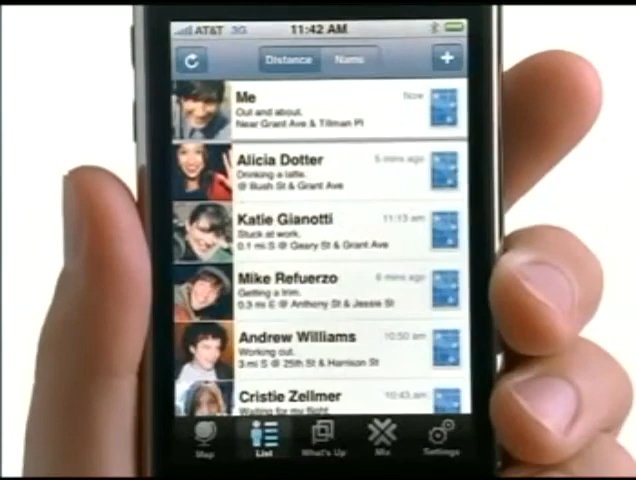 AT&T 3G 11:42 AM
Distance Name +
Me Now
Out and about.
Near Grant Ave & Tillman Pl
Alicia Dotter 5 mins ago
Drinking a latte.
@ Bush St & Grant Ave
Katie Gianotti 11:13 am
Stuck at work.
0.1 mi S @ Geary St & Grant Ave
Mike Refuerzo 6 mins ago
Getting a trim.
0.3 mi E @ Anthony St & Jessie St
Andrew Williams 10:50 am
Working out.
3 mi S @ 25th St & Harrison St
Cristie Zellmer 10:43 am
Waiting for my flight
Map List What's Up Mix Settings